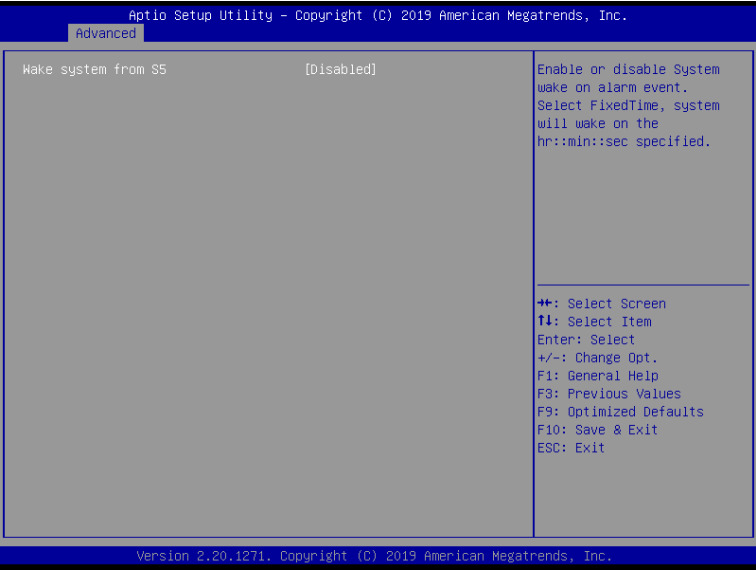 Aptio Setup Utility – Copyright (C) 2019 American Megatrends, Inc.
Advanced
Wake system from S5 [Disabled]
Enable or disable System
wake on alarm event.
Select FixedTime, system
will wake on the
hr::min::sec specified.
→←: Select Screen
↑↓: Select Item
Enter: Select
+/-: Change Opt.
F1: General Help
F3: Previous Values
F9: Optimized Defaults
F10: Save & Exit
ESC: Exit
Version 2.20.1271. Copyright (C) 2019 American Megatrends, Inc.